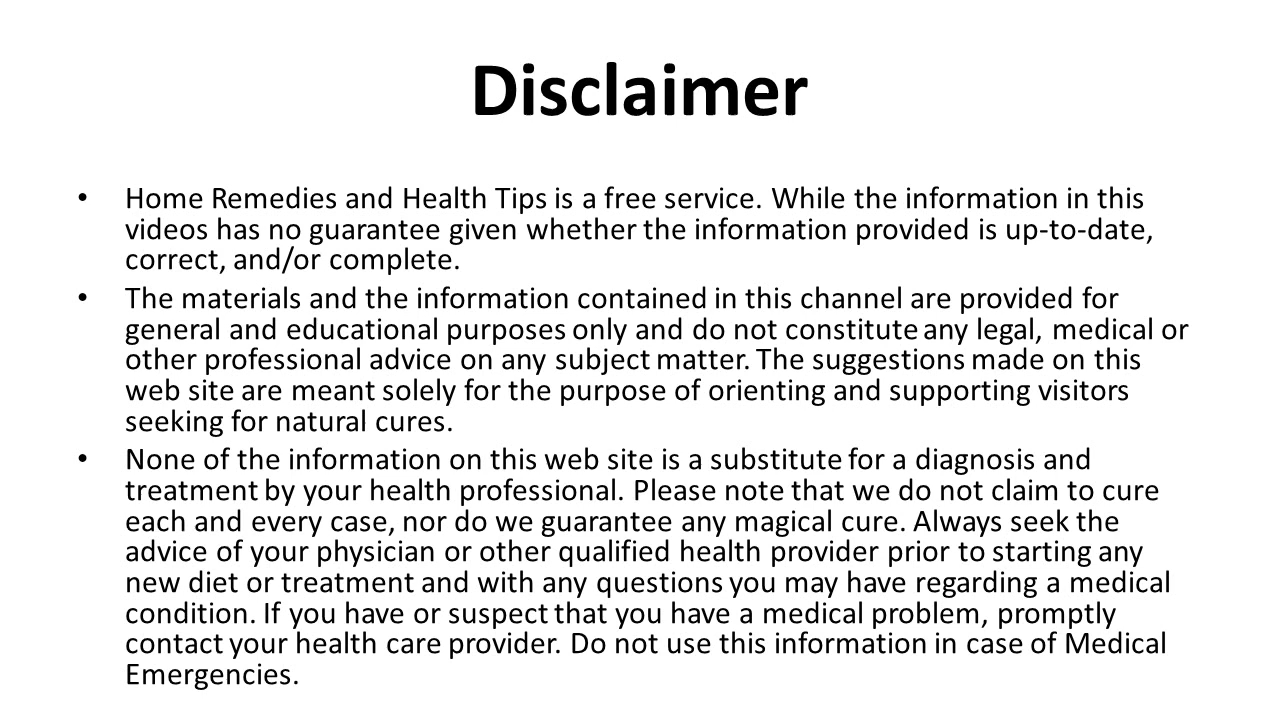 Disclaimer
• Home Remedies and Health Tips is a free service. While the information in this
videos has no guarantee given whether the information provided is up-to-date,
correct, and/or complete.
• The materials and the information contained in this channel are provided for
general and educational purposes only and do not constitute any legal, medical or
other professional advice on any subject matter. The suggestions made on this
web site are meant solely for the purpose of orienting and supporting visitors
seeking for natural cures.
• None of the information on this web site is a substitute for a diagnosis and
treatment by your health professional. Please note that we do not claim to cure
each and every case, nor do we guarantee any magical cure. Always seek the
advice of your physician or other qualified health provider prior to starting any
new diet or treatment and with any questions you may have regarding a medical
condition. If you have or suspect that you have a medical problem, promptly
contact your health care provider. Do not use this information in case of Medical
Emergencies.